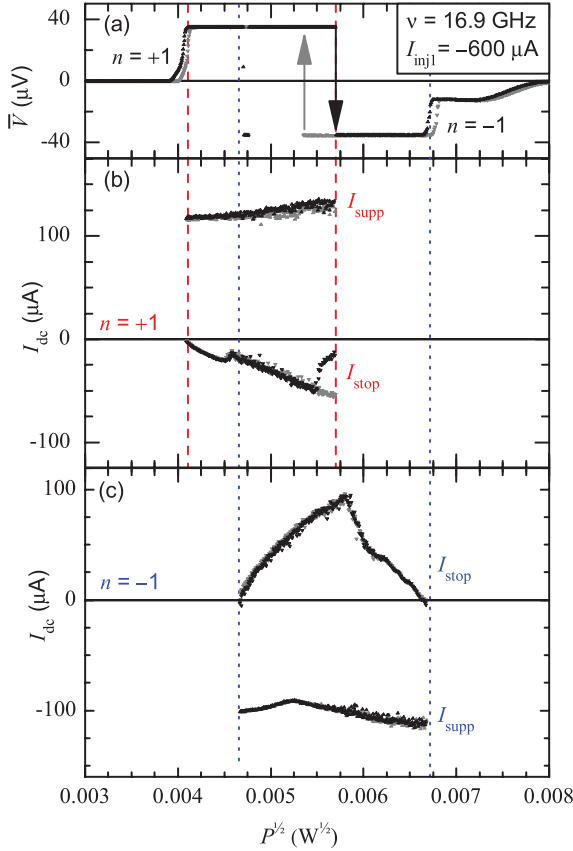 (a)
ν = 16.9 GHz
I_inj1 = −600 μA
n = +1
n = −1
V̅ (μV)
40
0
-40
(b)
I_supp
n = +1
I_stop
I_dc (μA)
100
0
-100
(c)
I_stop
n = −1
I_supp
I_dc (μA)
100
0
-100
0.003 0.004 0.005 0.006 0.007 0.008
P^½ (W^½)